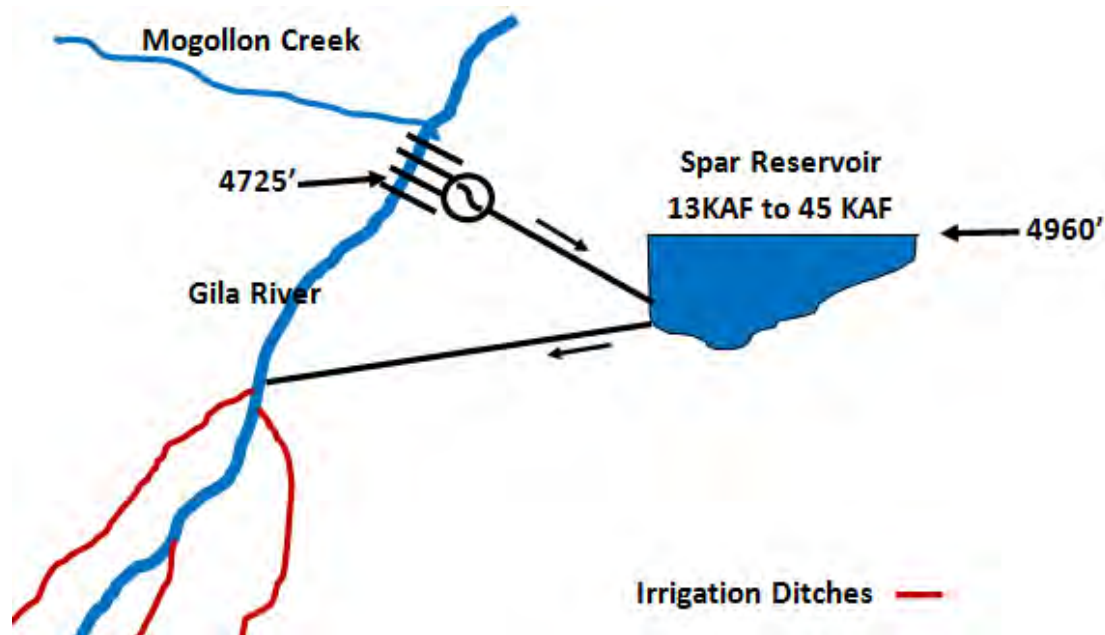 Mogollon Creek
4725’
Spar Reservoir
13KAF to 45 KAF
4960’
Gila River
Irrigation Ditches